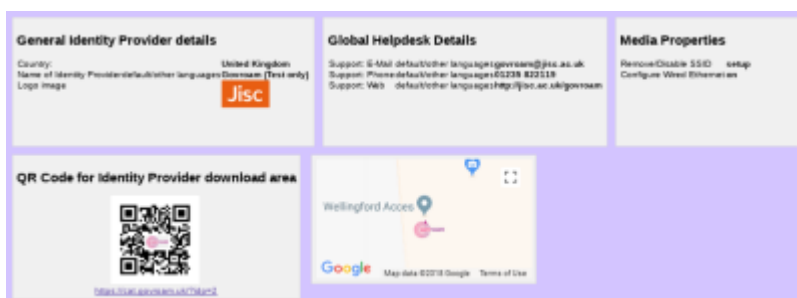 General Identity Provider details
Country: United Kingdom
Name of Identity Provider default/other languages Govroam (Test only)
Logo image
Jisc
Global Helpdesk Details
Support: E-Mail default/other languages govroam@jisc.ac.uk
Support: Phone default/other languages 01235 822115
Support: Web default/other languages http://jisc.ac.uk/govroam
Media Properties
Remove/Disable SSID setup
Configure Wired Ethernet on
QR Code for Identity Provider download area
Wellingford Acces
Google Map data ©2018 Google Terms of Use